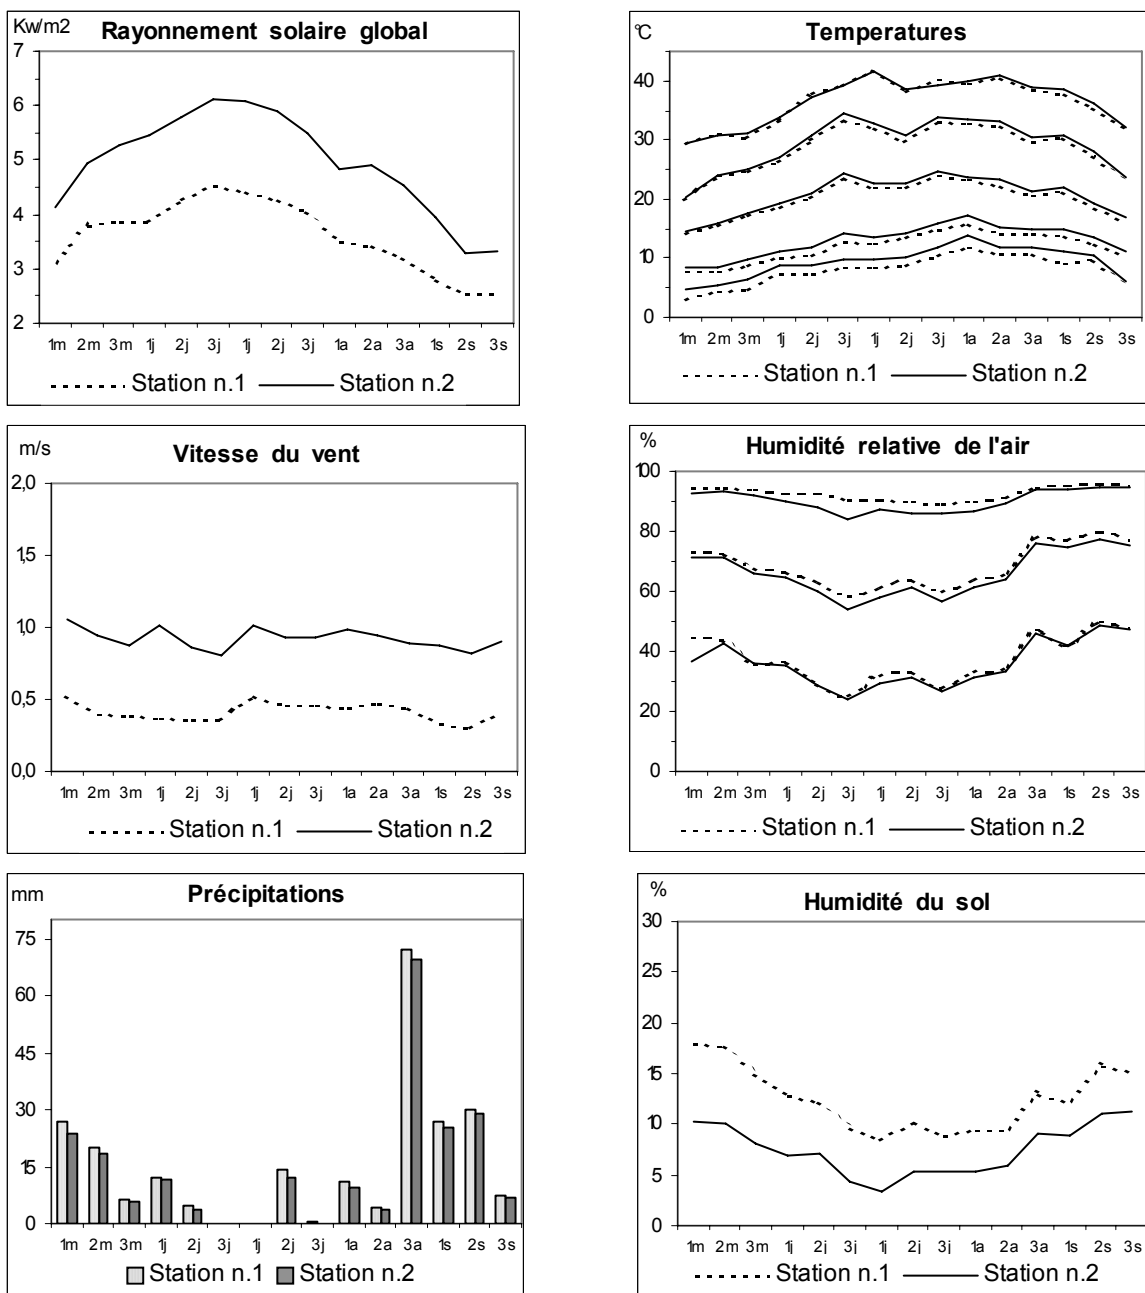 Kw/m2
Rayonnement solaire global
7
6
5
4
3
2
1m 2m 3m 1j 2j 3j 1j 2j 3j 1a 2a 3a 1s 2s 3s
Station n.1 Station n.2
°C
Temperatures
40
30
20
10
0
1m 2m 3m 1j 2j 3j 1j 2j 3j 1a 2a 3a 1s 2s 3s
Station n.1 Station n.2
m/s
Vitesse du vent
2,0
1,5
1,0
0,5
0,0
1m 2m 3m 1j 2j 3j 1j 2j 3j 1a 2a 3a 1s 2s 3s
Station n.1 Station n.2
%
Humidité relative de l'air
100
80
60
40
20
0
1m 2m 3m 1j 2j 3j 1j 2j 3j 1a 2a 3a 1s 2s 3s
Station n.1 Station n.2
mm
Précipitations
75
60
45
30
15
0
1m 2m 3m 1j 2j 3j 1j 2j 3j 1a 2a 3a 1s 2s 3s
Station n.1 Station n.2
%
Humidité du sol
30
25
20
15
10
5
0
1m 2m 3m 1j 2j 3j 1j 2j 3j 1a 2a 3a 1s 2s 3s
Station n.1 Station n.2